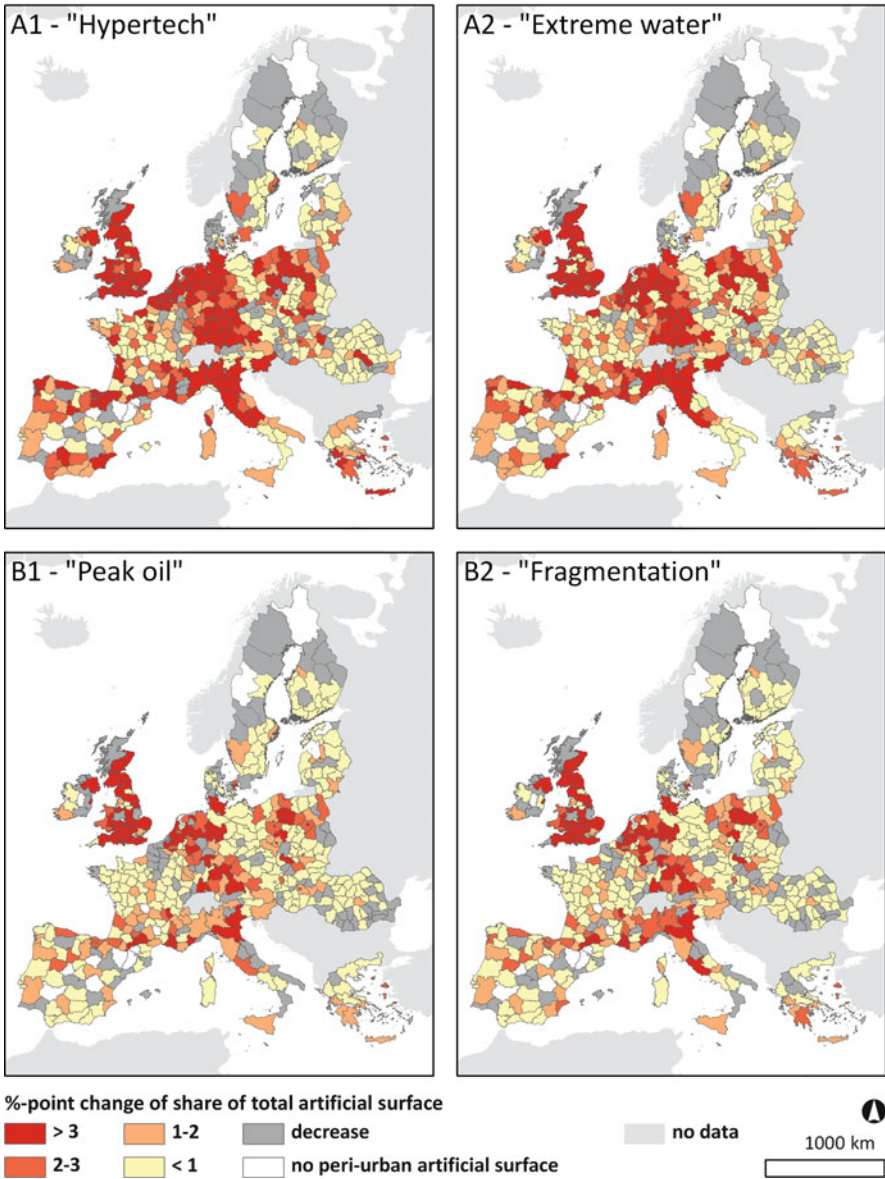 A1 - "Hypertech"
A2 - "Extreme water"
B1 - "Peak oil"
B2 - "Fragmentation"
%-point change of share of total artificial surface
> 3
1-2
decrease
no data
2-3
< 1
no peri-urban artificial surface
1000 km